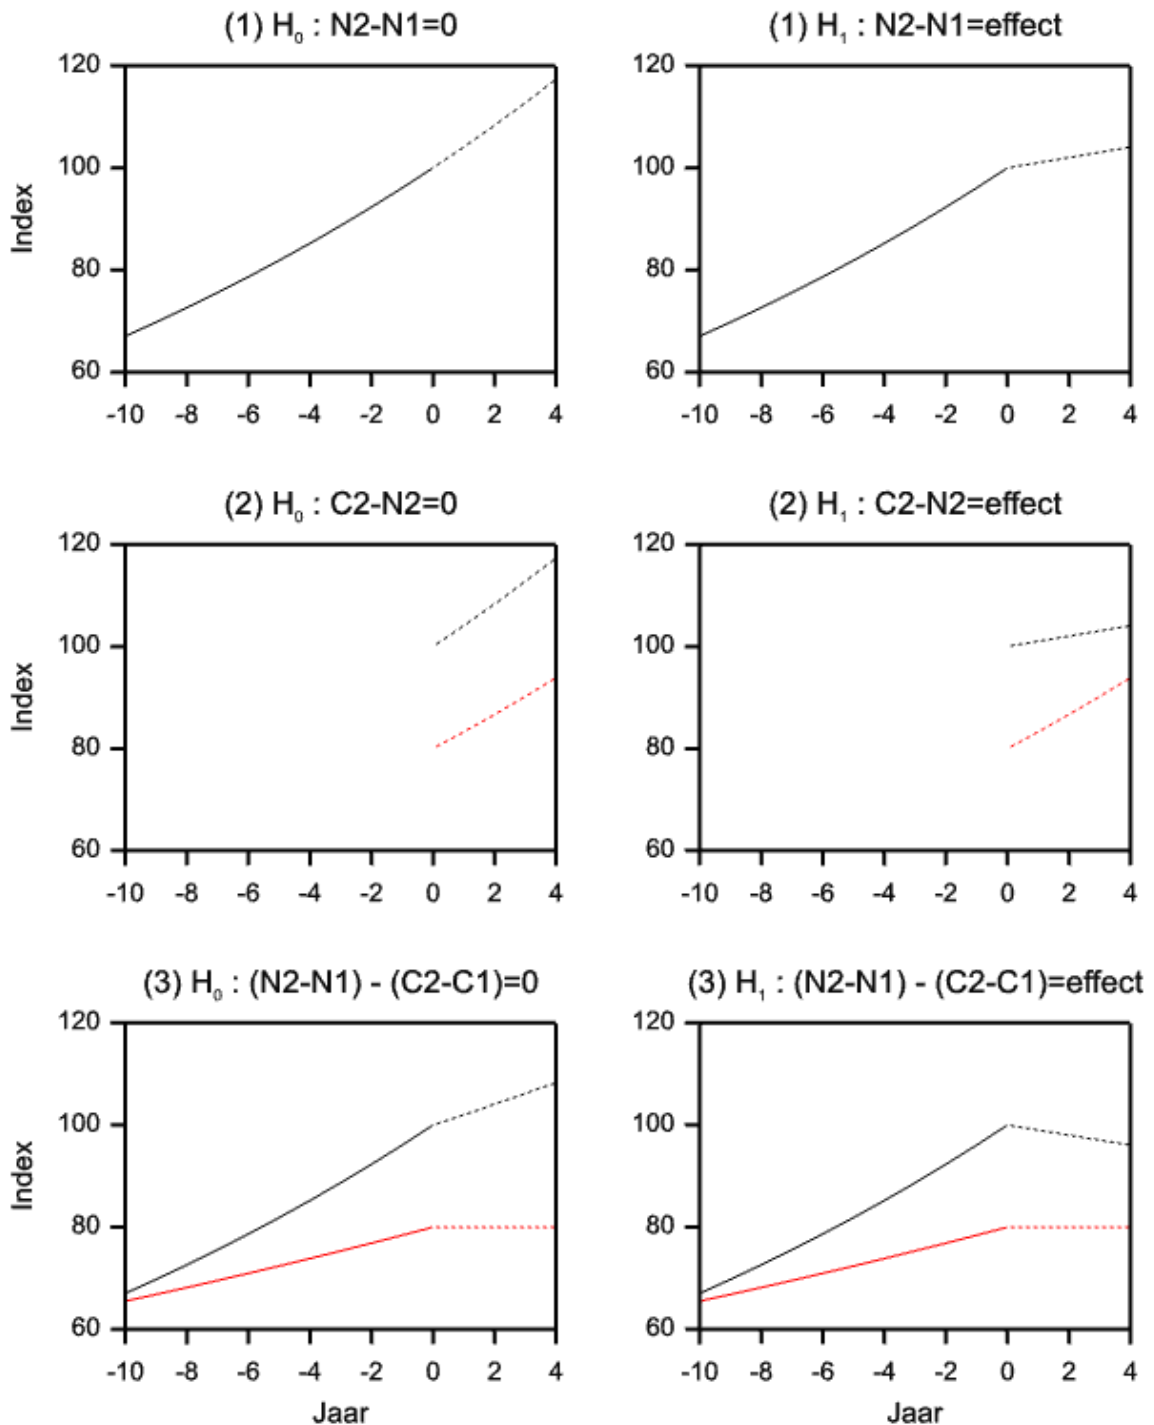 (1) H₀ : N2-N1=0
(1) H₁ : N2-N1=effect
120
100
80
60
Index
-10 -8 -6 -4 -2 0 2 4
120
100
80
60
-10 -8 -6 -4 -2 0 2 4
(2) H₀ : C2-N2=0
(2) H₁ : C2-N2=effect
120
100
80
60
Index
-10 -8 -6 -4 -2 0 2 4
120
100
80
60
-10 -8 -6 -4 -2 0 2 4
(3) H₀ : (N2-N1) - (C2-C1)=0
(3) H₁ : (N2-N1) - (C2-C1)=effect
120
100
80
60
Index
-10 -8 -6 -4 -2 0 2 4
Jaar
120
100
80
60
-10 -8 -6 -4 -2 0 2 4
Jaar